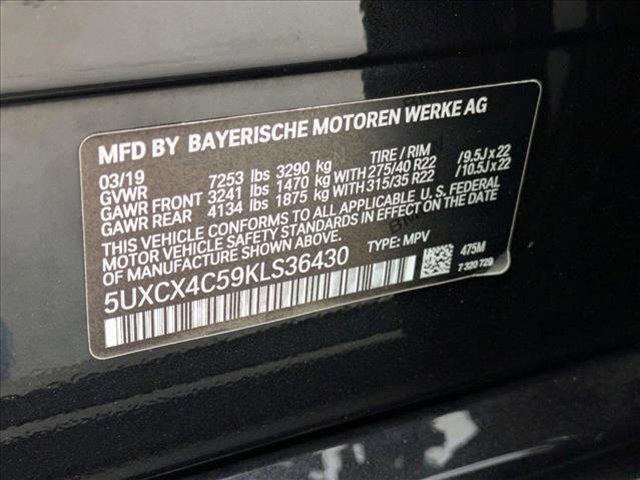 MFD BY BAYERISCHE MOTOREN WERKE AG
03/19 7253 lbs 3290 kg TIRE / RIM
GVWR
GAWR FRONT 3241 lbs 1470 kg WITH 275/40 R22 /9.5J x 22
GAWR REAR 4134 lbs 1875 kg WITH 315/35 R22 /10.5J x 22
THIS VEHICLE CONFORMS TO ALL APPLICABLE U.S. FEDERAL
MOTOR VEHICLE SAFETY STANDARDS IN EFFECT ON THE DATE
OF MANUFACTURE SHOWN ABOVE.
5UXCX4C59KLS36430 TYPE: MPV 475M
7 320 729